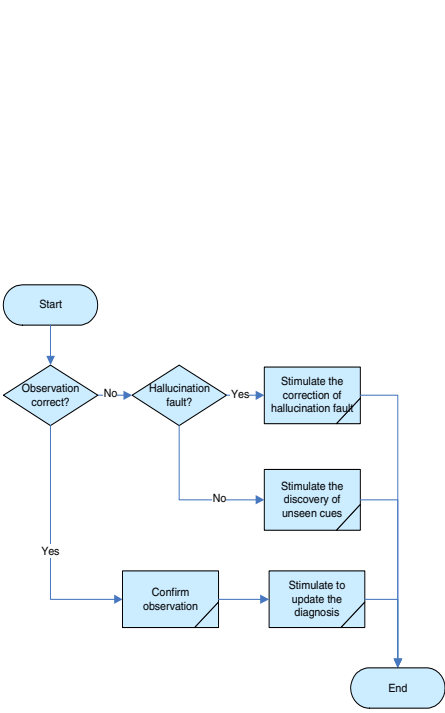 Start
Observation
correct?
No
Hallucination
fault?
Yes
Stimulate the
correction of
hallucination fault
No
Stimulate the
discovery of
unseen cues
Yes
Confirm
observation
Stimulate to
update the
diagnosis
End